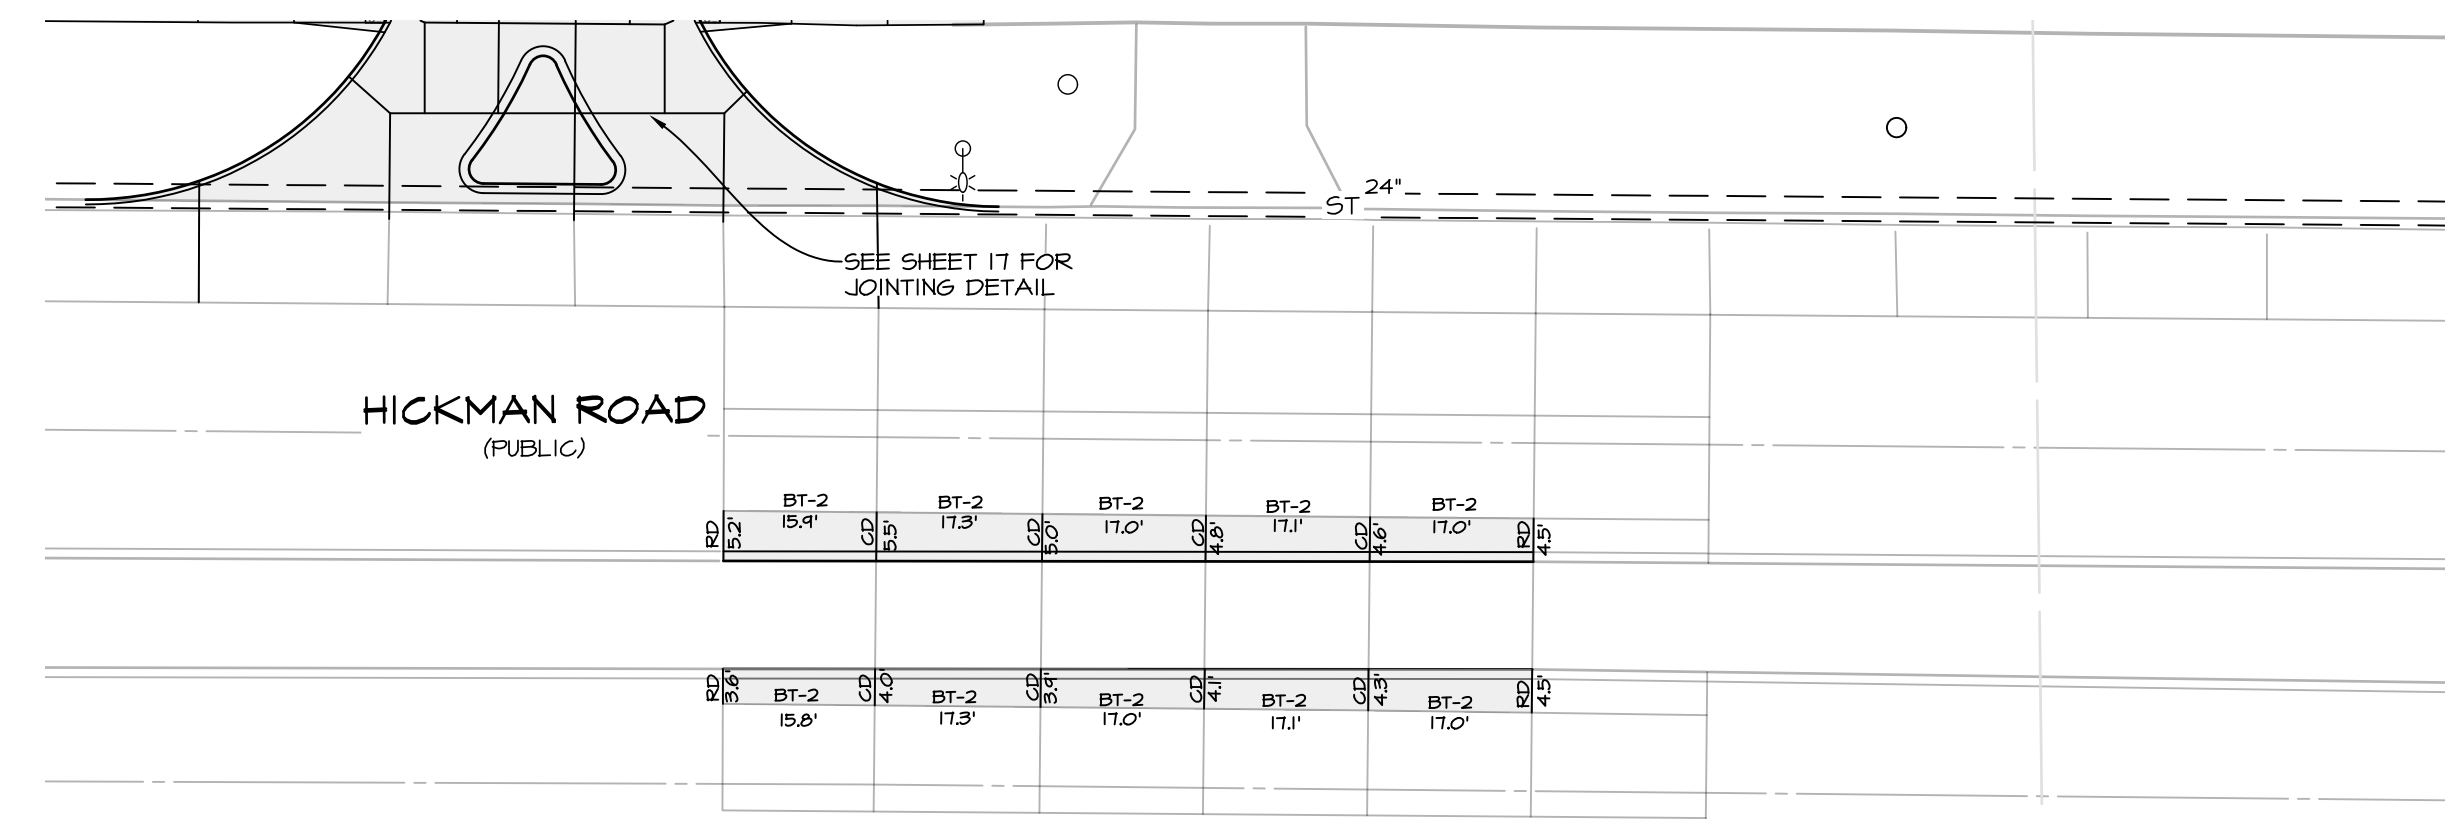 24"
ST
SEE SHEET 17 FOR
JOINTING DETAIL
HICKMAN ROAD
(PUBLIC)
BT-2 BT-2 BT-2 BT-2 BT-2
15.9' 17.3' 17.0' 17.1' 17.0'
RD 5.2' CD 5.5' CD 5.0' CD 4.8' CD 4.6' RD 4.5'
RD 3.6' CD 4.0' CD 3.9' CD 4.1' CD 4.3' RD 4.5'
BT-2 BT-2 BT-2 BT-2 BT-2
15.8' 17.3' 17.0' 17.1' 17.0'